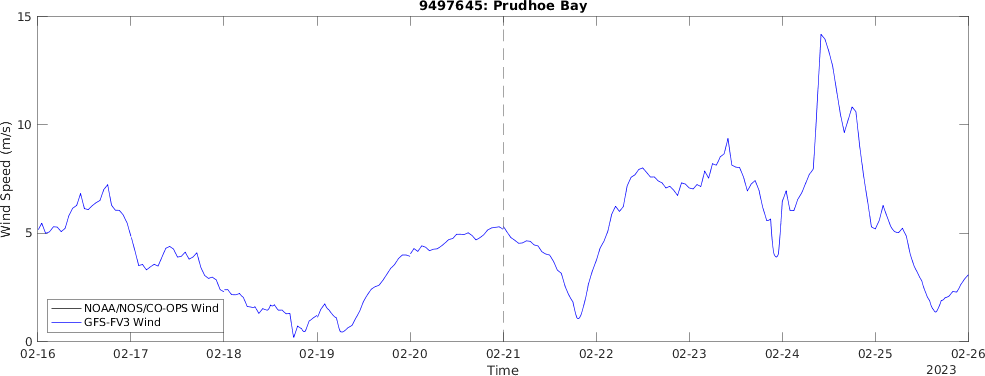 9497645: Prudhoe Bay
15
10
5
0
Wind Speed (m/s)
NOAA/NOS/CO-OPS Wind
GFS-FV3 Wind
02-16 02-17 02-18 02-19 02-20 02-21 02-22 02-23 02-24 02-25 02-26
Time
2023